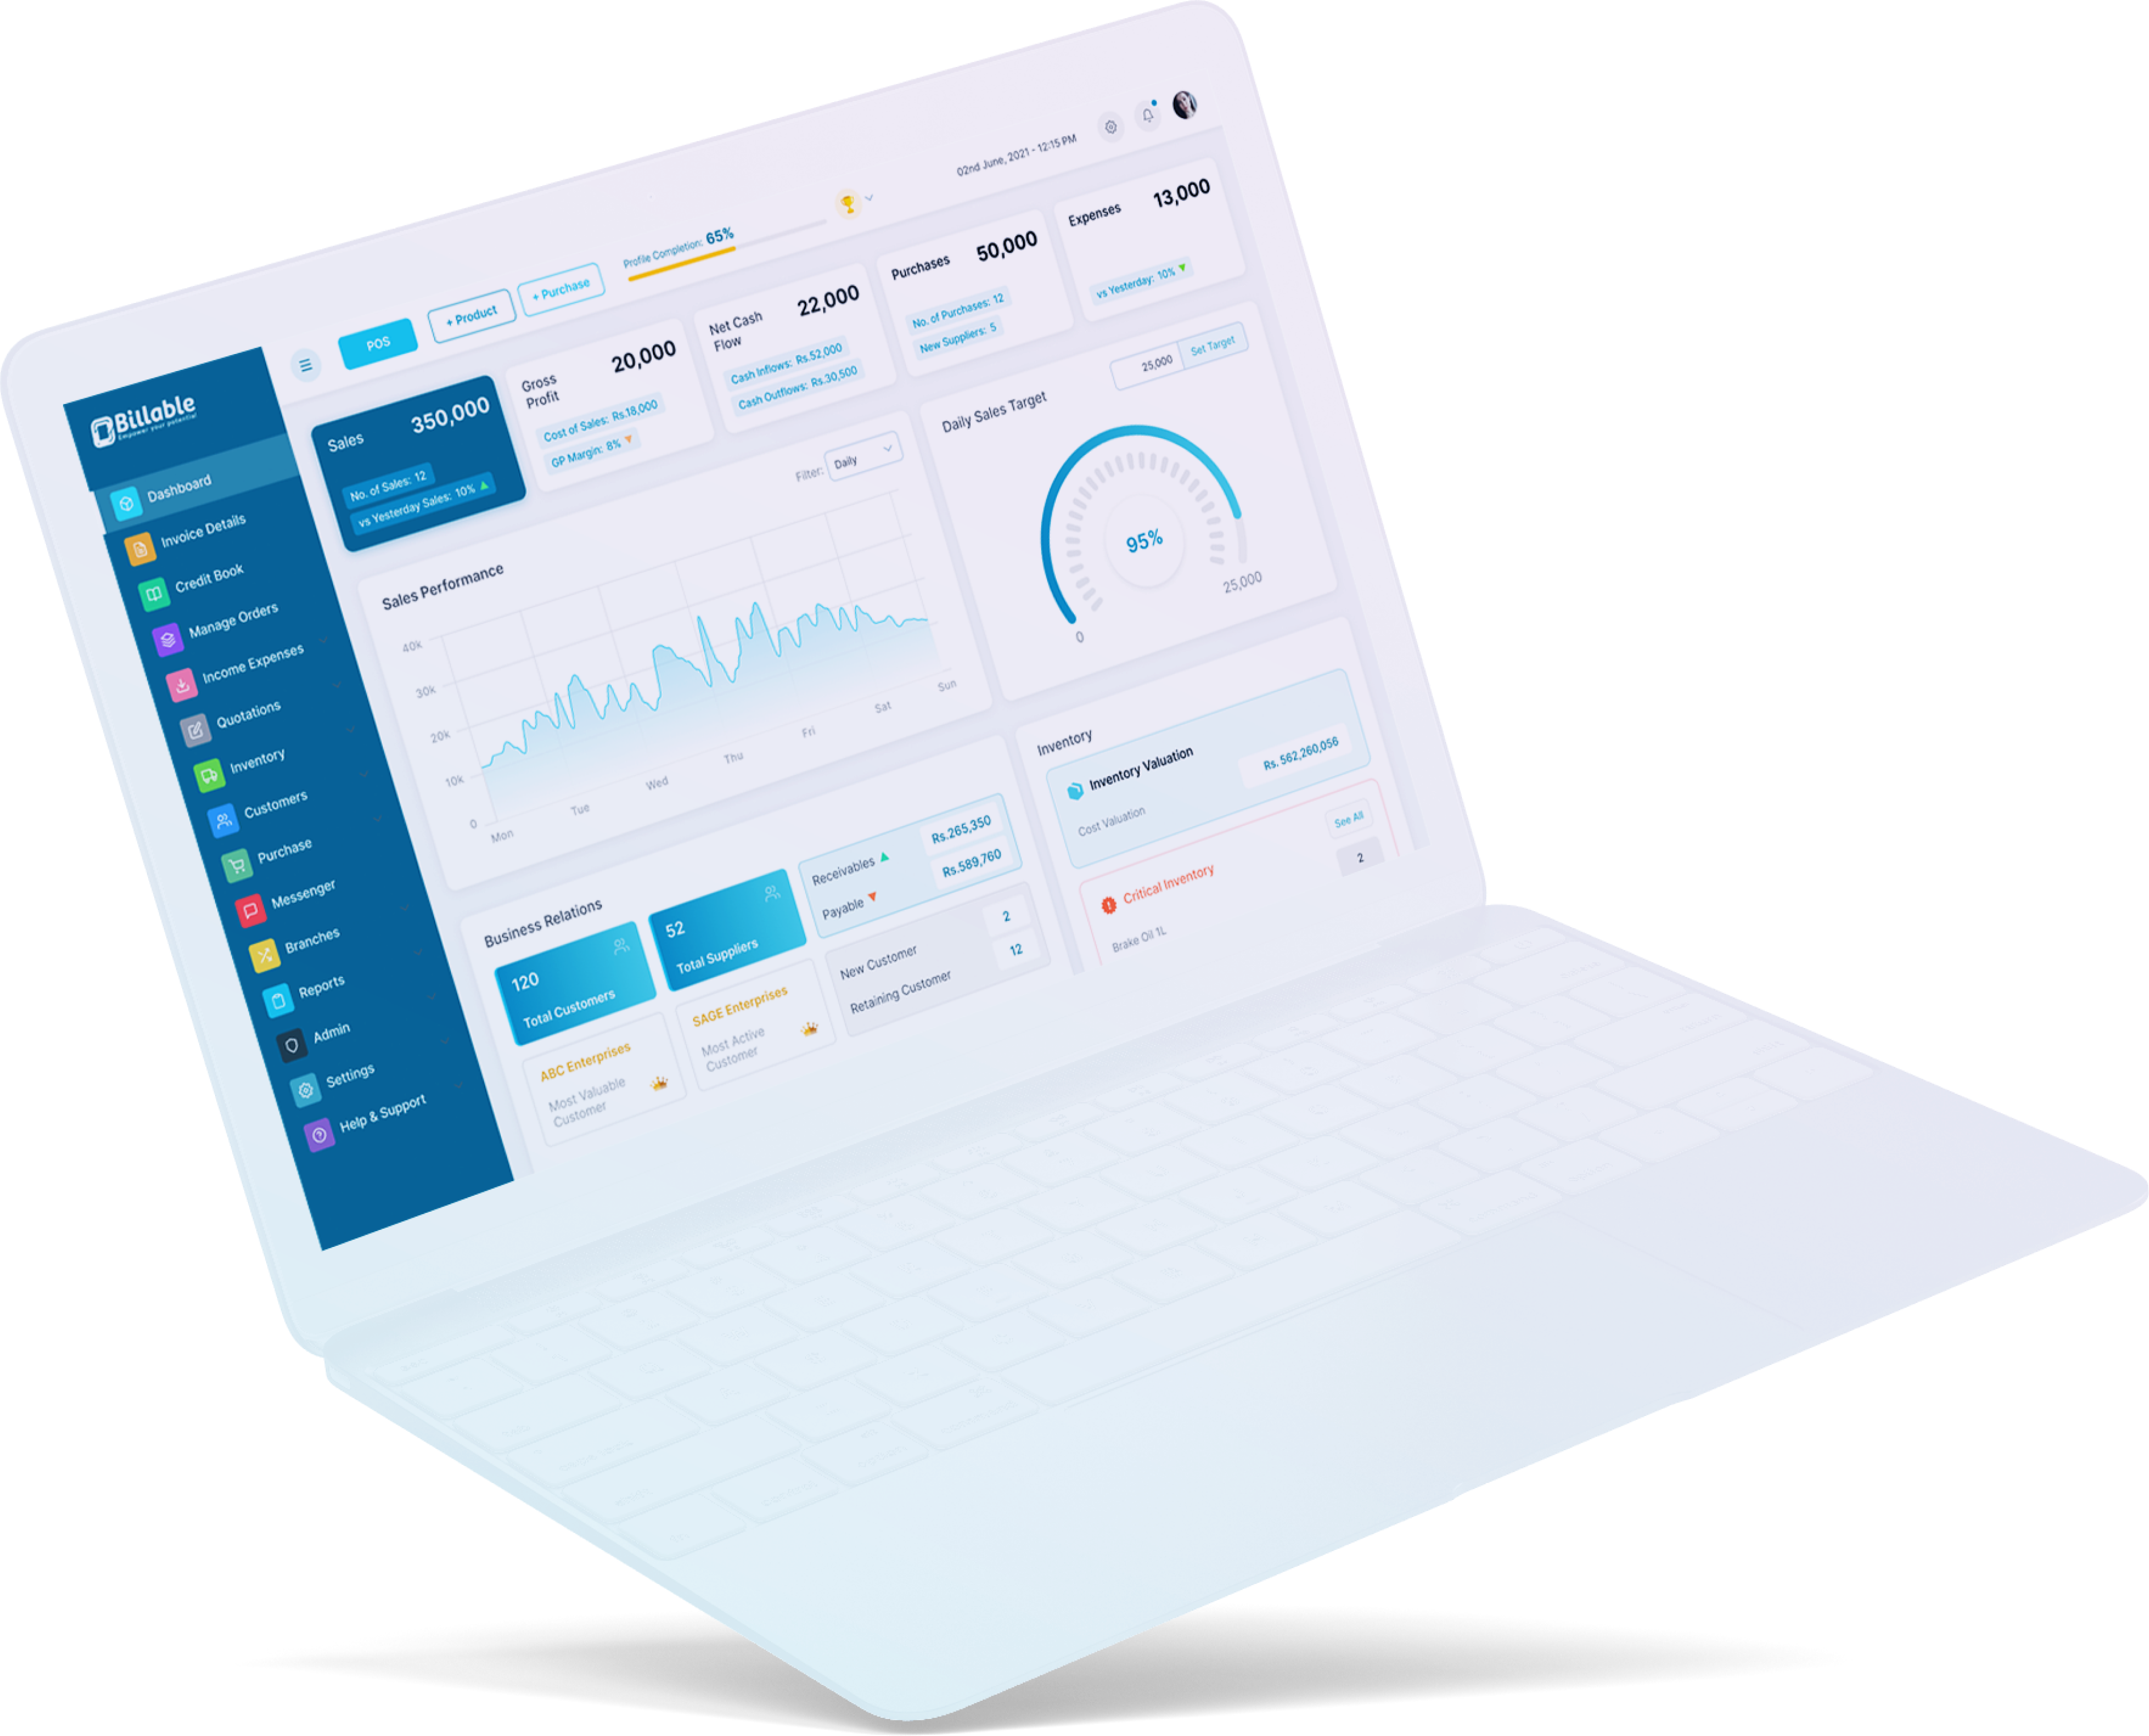 02nd June, 2021 - 12:15 PM
Profile Completion: 65%
POS
+ Product
+ Purchase
Billable
Empower your potential
Dashboard
Invoice Details
Credit Book
Manage Orders
Income Expenses
Quotations
Inventory
Customers
Purchase
Messenger
Branches
Reports
Admin
Settings
Help & Support
Sales
350,000
No. of Sales: 12
vs Yesterday Sales: 10%
Gross
Profit
20,000
Cost of Sales: Rs.18,000
GP Margin: 8%
Net Cash
Flow
22,000
Cash Inflows: Rs.52,000
Cash Outflows: Rs.30,500
Purchases
50,000
No. of Purchases: 12
New Suppliers: 5
Expenses
13,000
vs Yesterday: 10%
Sales Performance
Filter:
Daily
40k
30k
20k
10k
0
Mon
Tue
Wed
Thu
Fri
Sat
Sun
Daily Sales Target
25,000
Set Target
95%
0
25,000
Business Relations
120
Total Customers
52
Total Suppliers
Receivables
Rs.265,350
Payable
Rs.589,760
ABC Enterprises
Most Valuable
Customer
SAGE Enterprises
Most Active
Customer
New Customer
2
Retaining Customer
12
Inventory
Inventory Valuation
Cost Valuation
Rs. 562,260,056
Critical Inventory
See All
Brake Oil 1L
2